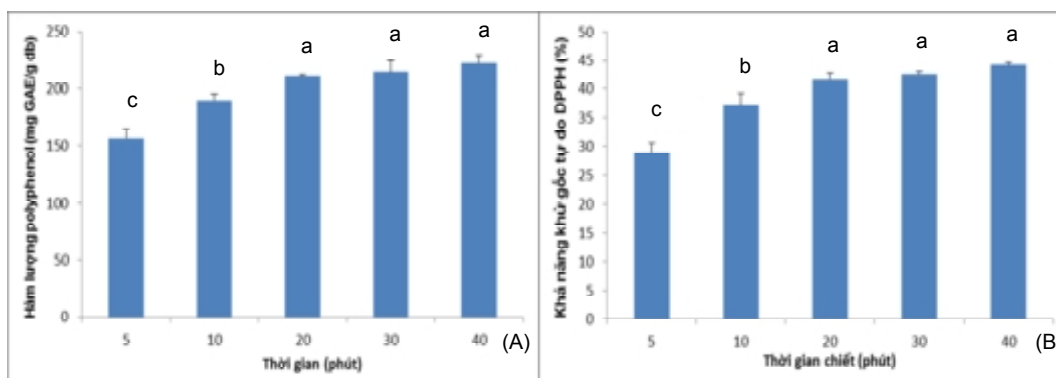 Hàm lượng polyphenol (mg GAE/g db)
250
200
150
100
50
0
c
b
a
a
a
5 10 20 30 40
Thời gian (phút)
(A)
Khả năng khử gốc tự do DPPH (%)
50
45
40
35
30
25
20
15
10
5
0
c
b
a
a
a
5 10 20 30 40
Thời gian chiết (phút)
(B)